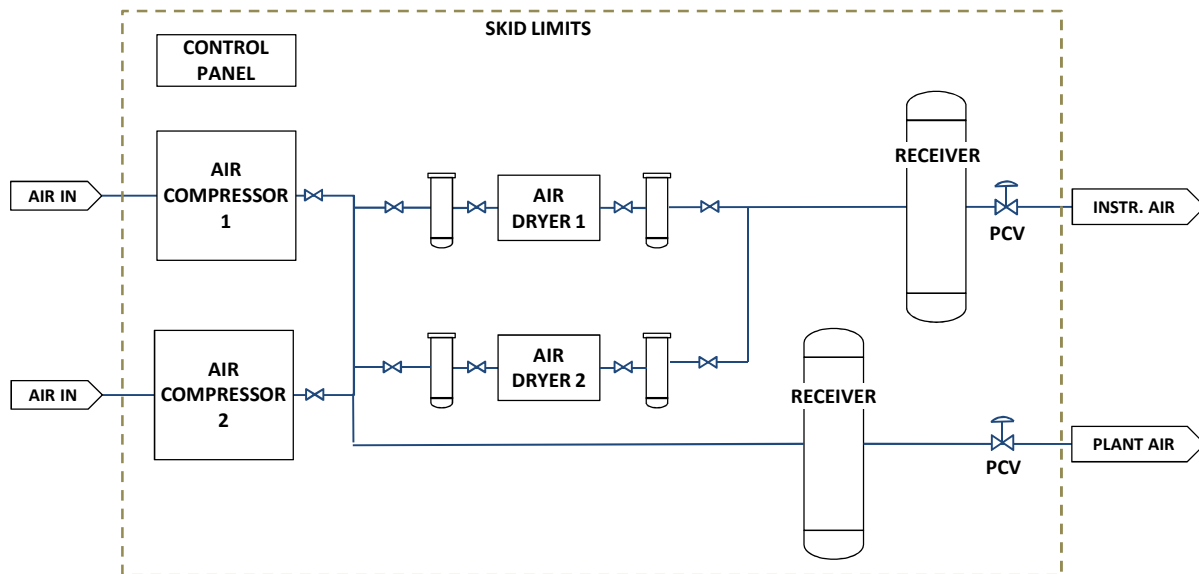 SKID LIMITS
CONTROL
PANEL
AIR
COMPRESSOR
1
AIR IN
AIR
DRYER 1
RECEIVER
PCV
INSTR. AIR
AIR
COMPRESSOR
2
AIR IN
AIR
DRYER 2
RECEIVER
PCV
PLANT AIR